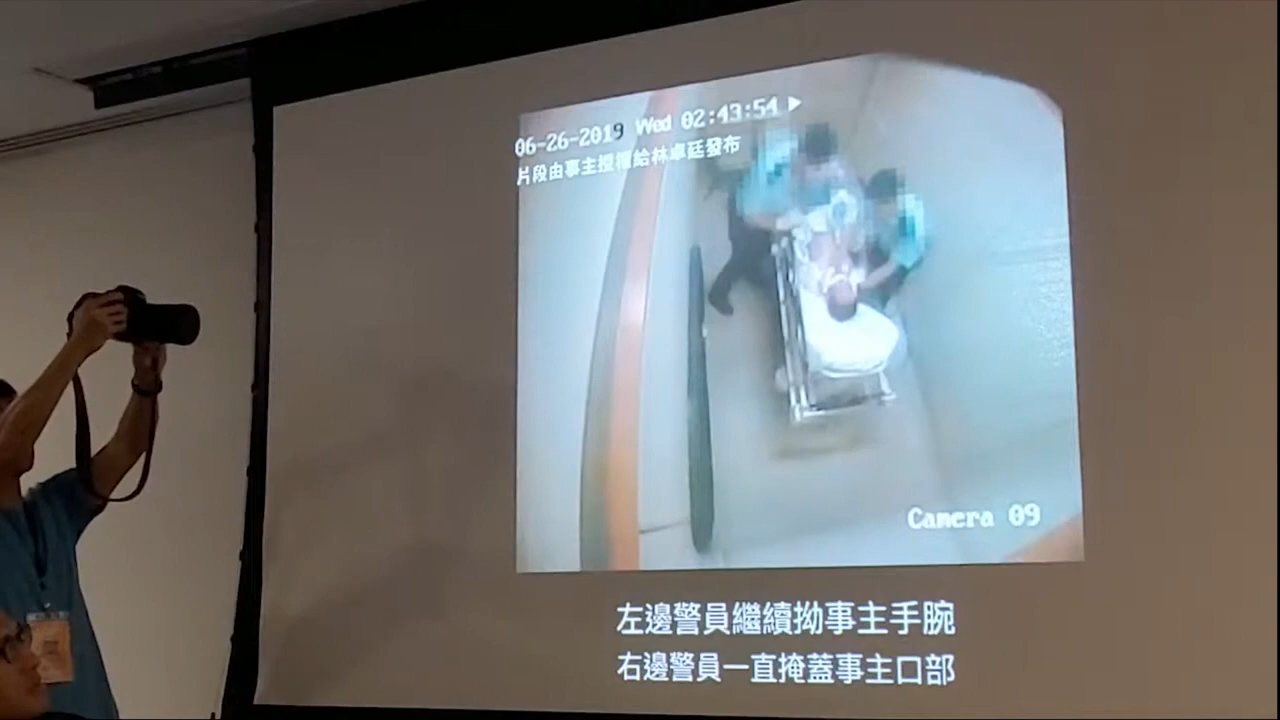 06-26-2019 Wed 02:43:54
片段由事主授權給林卓廷發布
Camera 09
左邊警員繼續拗事主手腕
右邊警員一直掩蓋事主口部